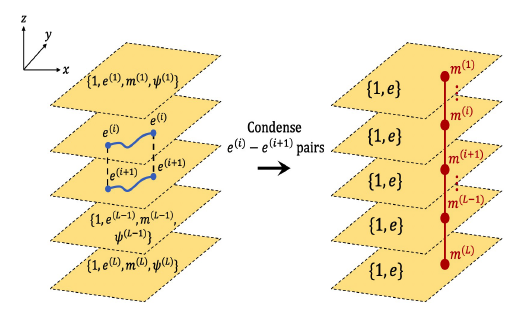 z
y
x
{1, e^(1), m^(1), ψ^(1)}
e^(i)
e^(i)
e^(i+1)
e^(i+1)
{1, e^(L−1), m^(L−1),
ψ^(L−1)}
{1, e^(L), m^(L), ψ^(L)}
Condense
e^(i) − e^(i+1) pairs
{1, e}
m^(1)
⋮
{1, e}
m^(i)
{1, e}
m^(i+1)
⋮
{1, e}
m^(L−1)
{1, e}
m^(L)